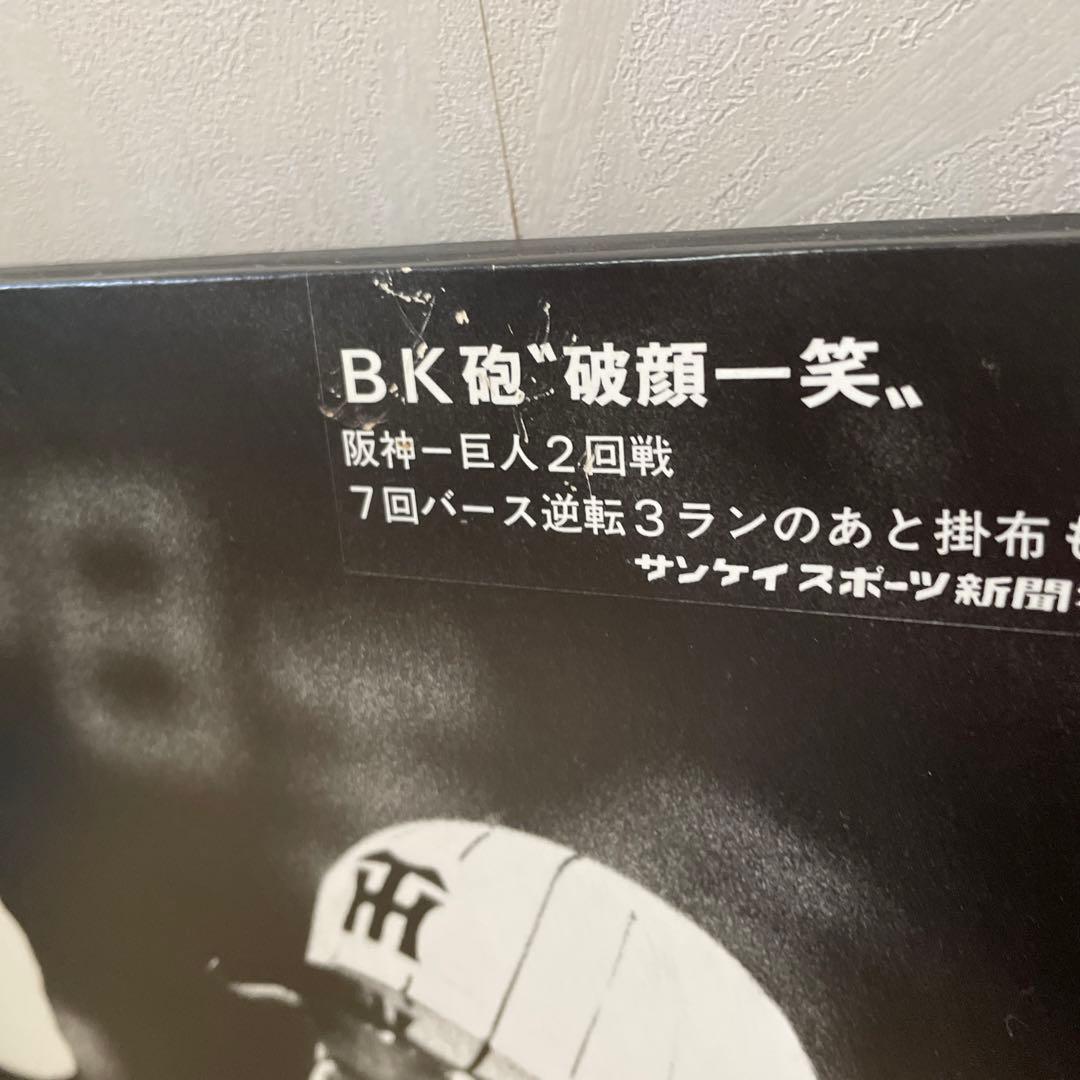 BK砲〝破顔一笑〟
阪神ー巨人2回戦
7回バース逆転3ランのあと掛布も
サンケイスポーツ新聞
HT